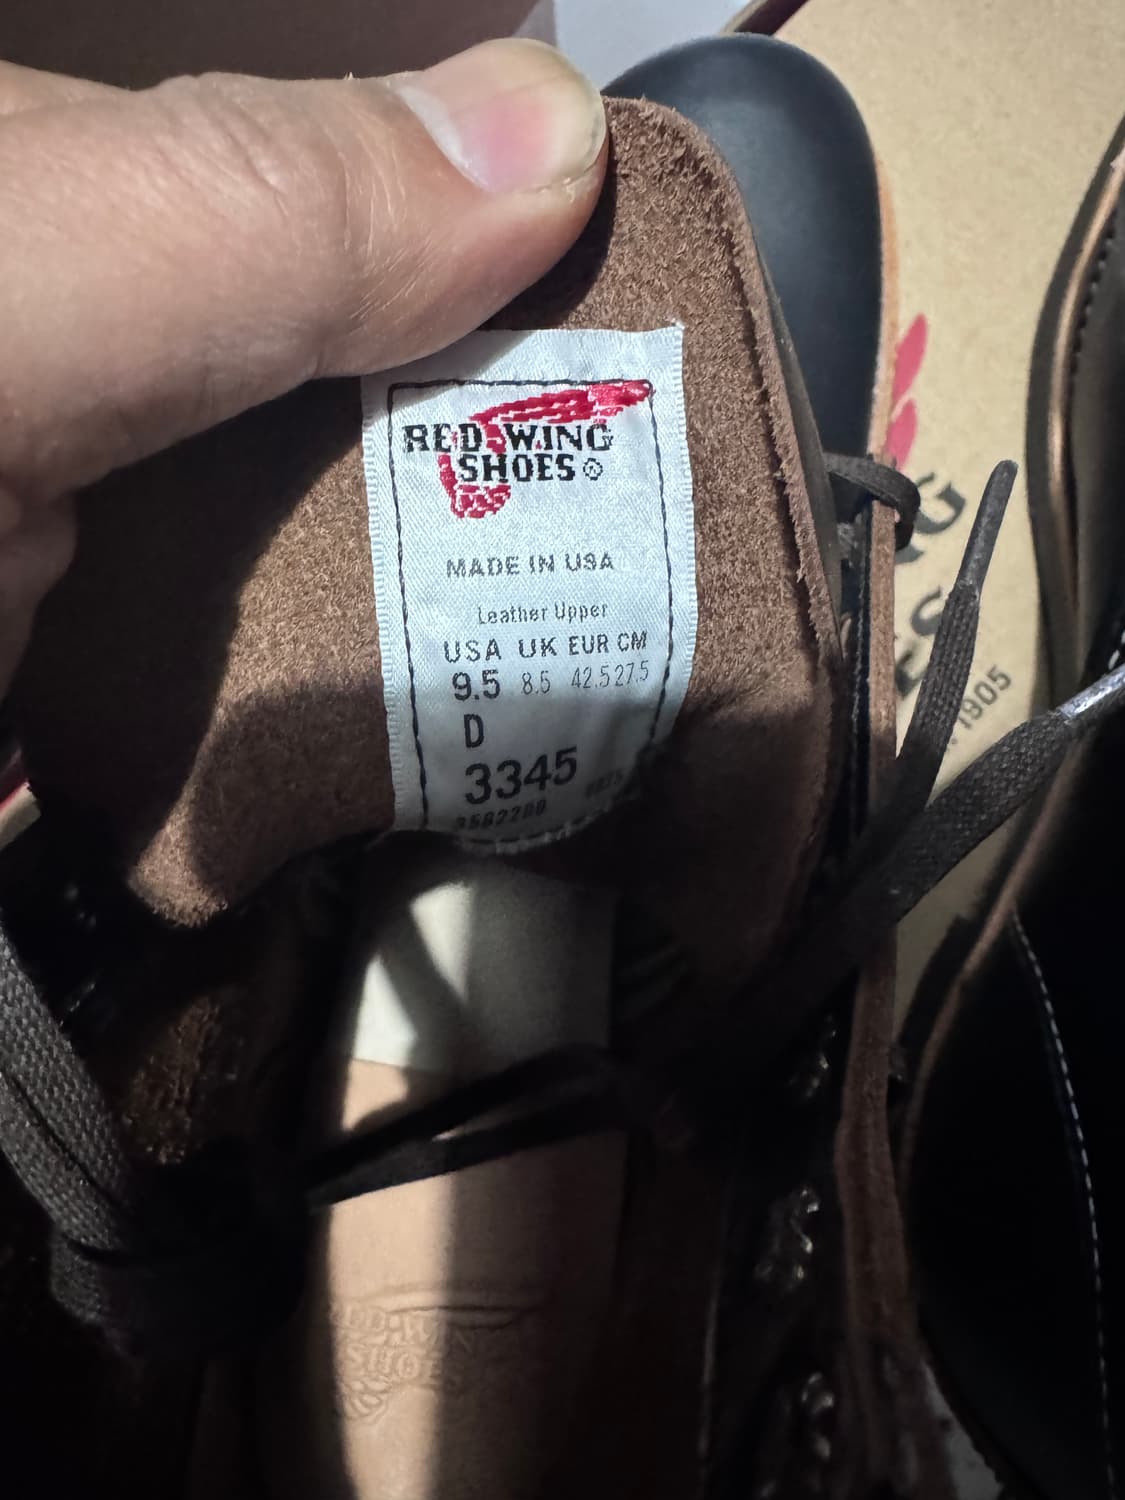 RED WING
SHOES®
MADE IN USA
Leather Upper
USA UK EUR CM
9.5 8.5 42.5 27.5
D
3345
1905